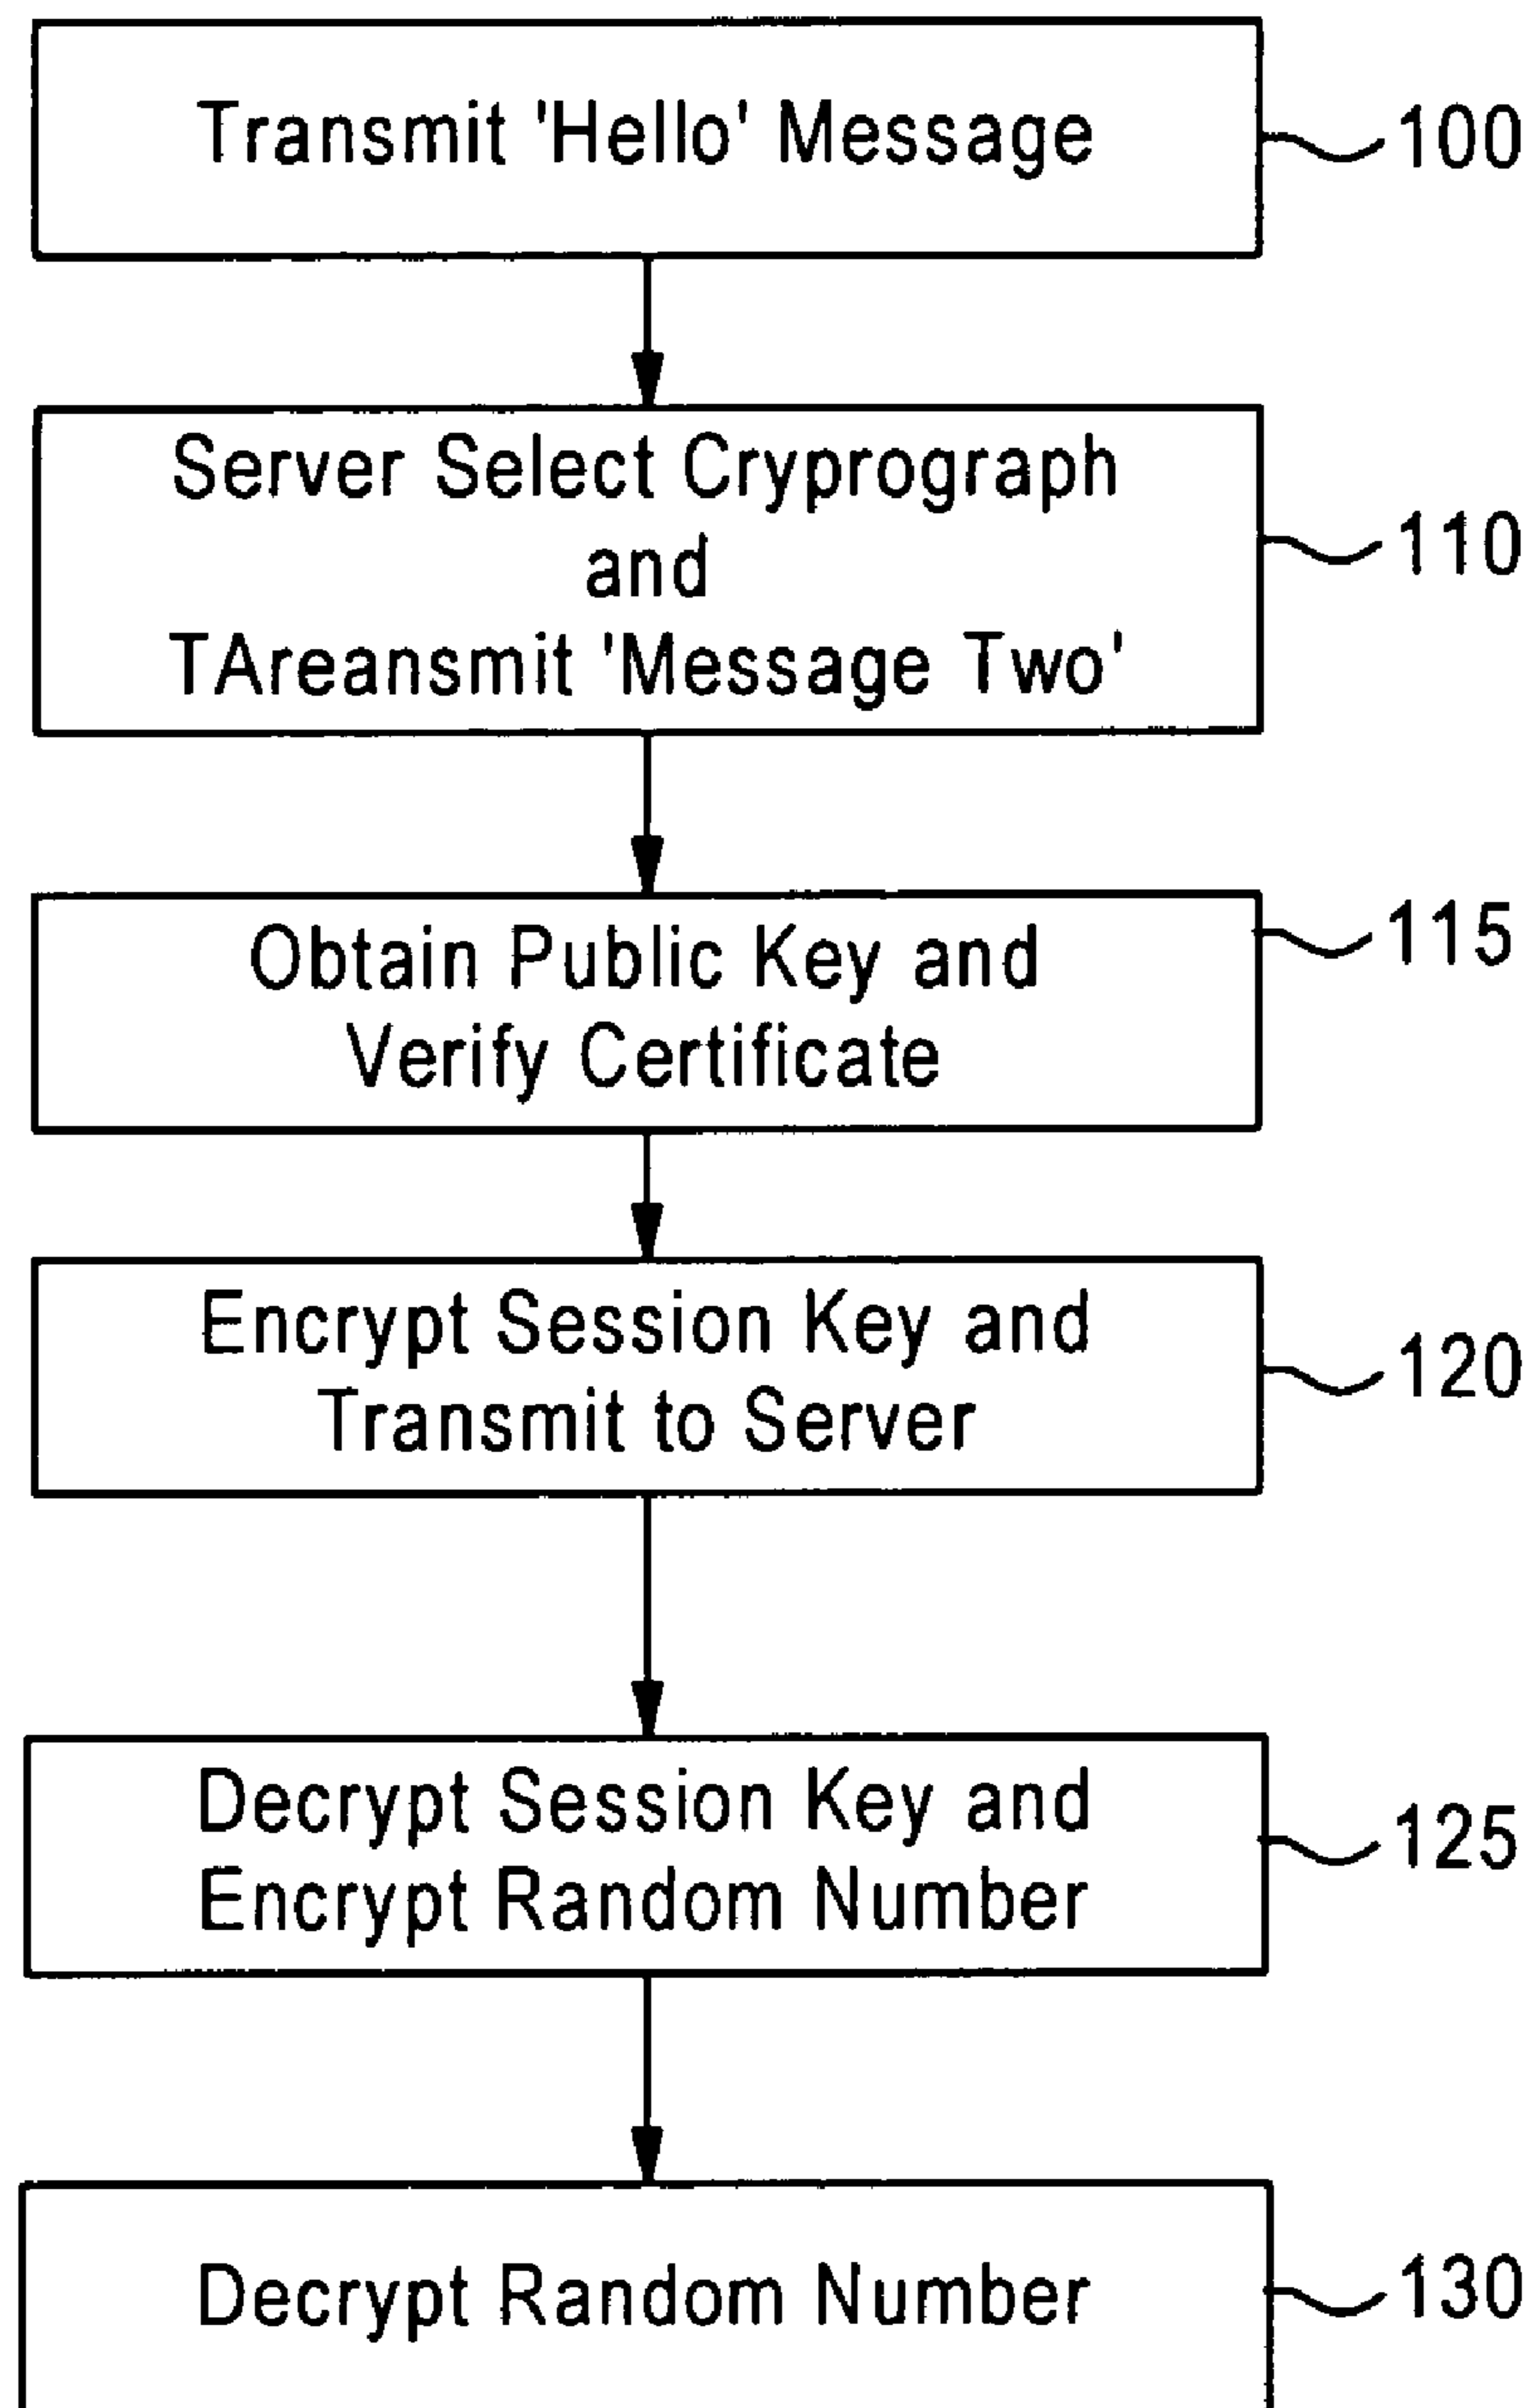 Transmit 'Hello' Message
100
Server Select Cryprograph
and
TAreansmit 'Message Two'
110
Obtain Public Key and
Verify Certificate
115
Encrypt Session Key and
Transmit to Server
120
Decrypt Session Key and
Encrypt Random Number
125
Decrypt Random Number
130